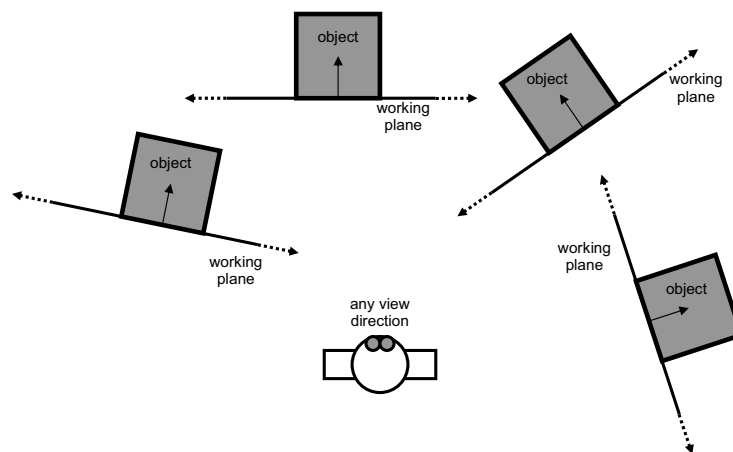 object
working
plane
object
working
plane
object
working
plane
working
plane
object
any view
direction